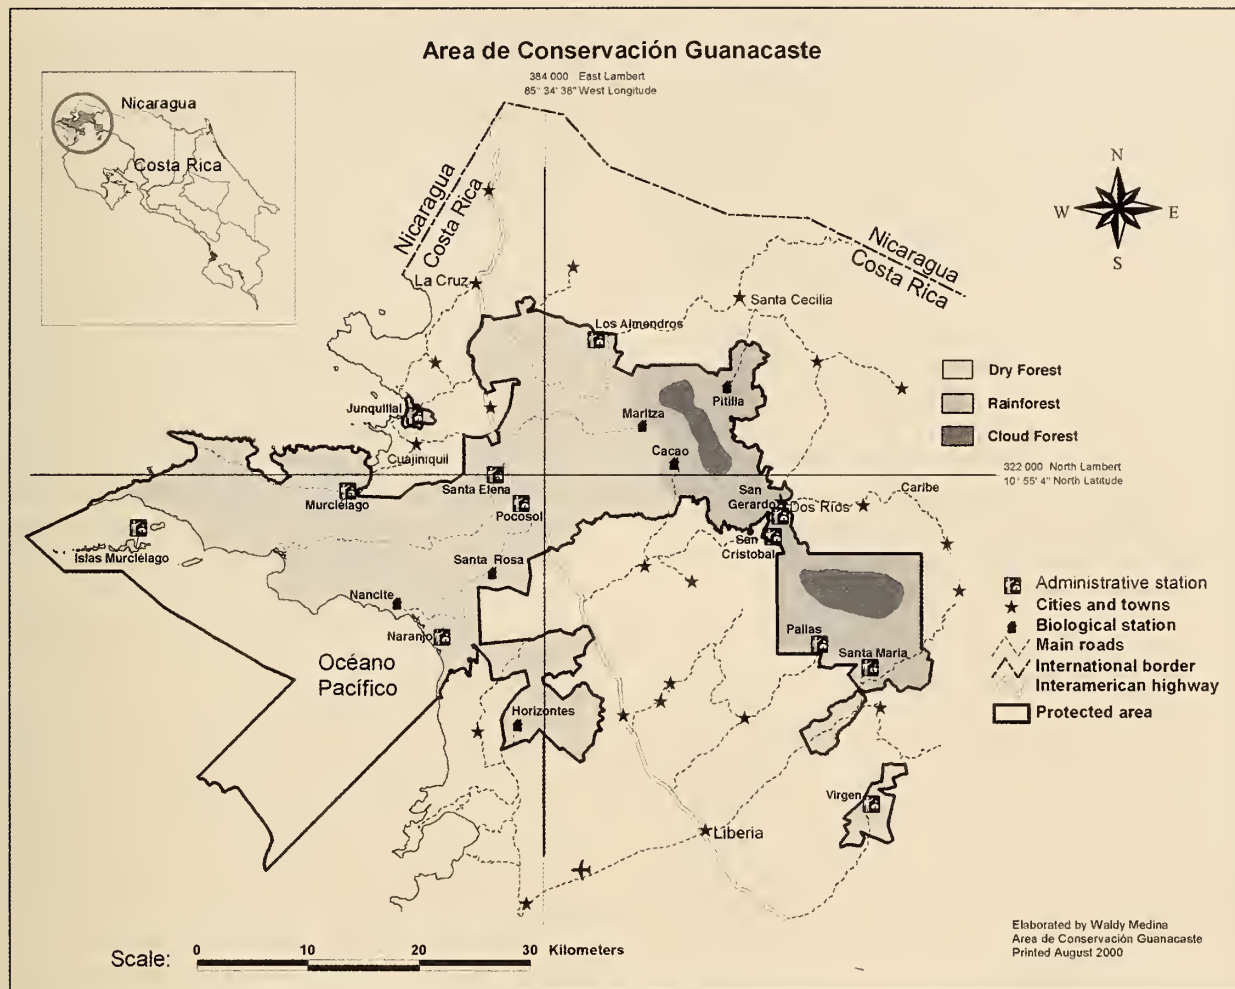 Area de Conservación Guanacaste
384 000 East Lambert
85° 34' 38" West Longitude
Nicaragua
Costa Rica
N
W
E
S
Nicaragua
Costa Rica
Nicaragua
Costa Rica
La Cruz
Santa Cecilia
Los Almendros
Dry Forest
Rainforest
Cloud Forest
Junquillal
Pitilla
Maritza
Cuajiniquil
Cacao
322 000 North Lambert
10° 55' 4" North Latitude
Murciélago
Santa Elena
Pocosol
San
Gerardo
Dos Ríos
Caribe
San
Cristobal
Islas Murciélago
Santa Rosa
Nancite
Naranjo
Océano
Pacífico
Pailas
Santa Maria
Administrative station
Cities and towns
Biological station
Main roads
International border
Interamerican highway
Protected area
Horizontes
Virgen
Liberia
Scale:
0 10 20 30 Kilometers
Elaborated by Waldy Medina
Area de Conservación Guanacaste
Printed August 2000